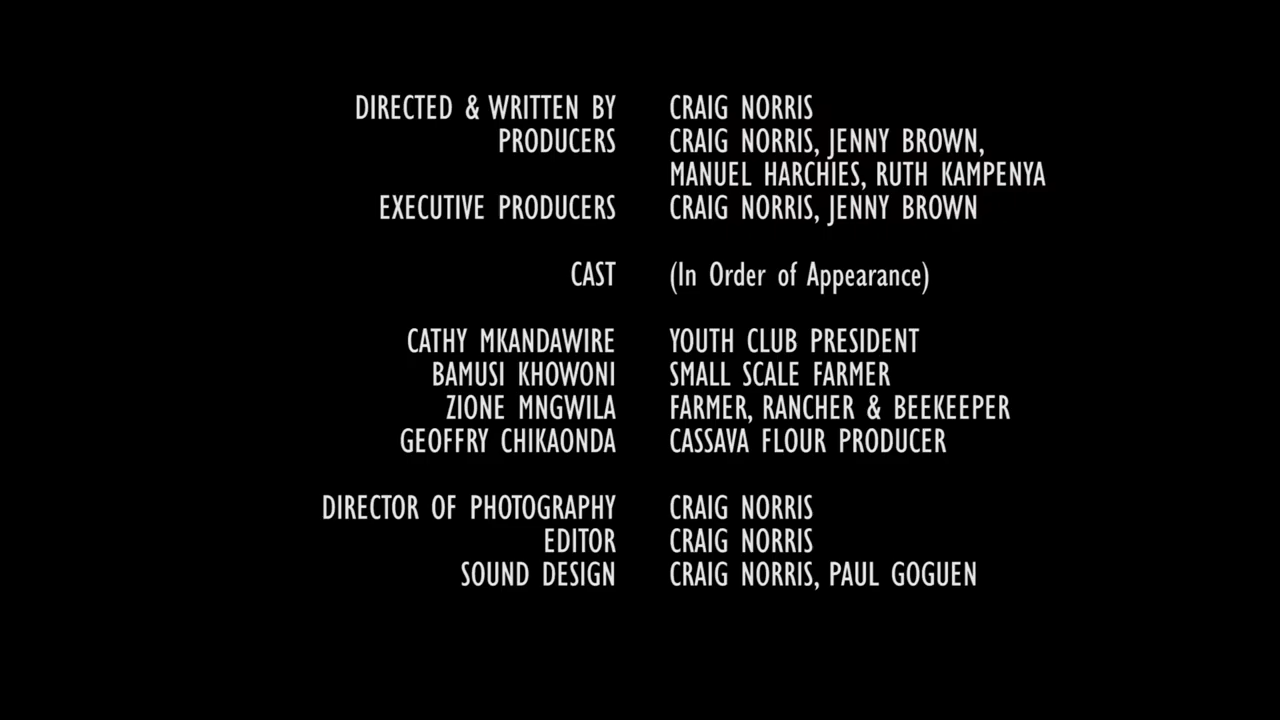 DIRECTED & WRITTEN BY CRAIG NORRIS
PRODUCERS CRAIG NORRIS, JENNY BROWN,
MANUEL HARCHIES, RUTH KAMPENYA
EXECUTIVE PRODUCERS CRAIG NORRIS, JENNY BROWN
CAST (In Order of Appearance)
CATHY MKANDAWIRE YOUTH CLUB PRESIDENT
BAMUSI KHOWONI SMALL SCALE FARMER
ZIONE MNGWILA FARMER, RANCHER & BEEKEEPER
GEOFFRY CHIKAONDA CASSAVA FLOUR PRODUCER
DIRECTOR OF PHOTOGRAPHY CRAIG NORRIS
EDITOR CRAIG NORRIS
SOUND DESIGN CRAIG NORRIS, PAUL GOGUEN